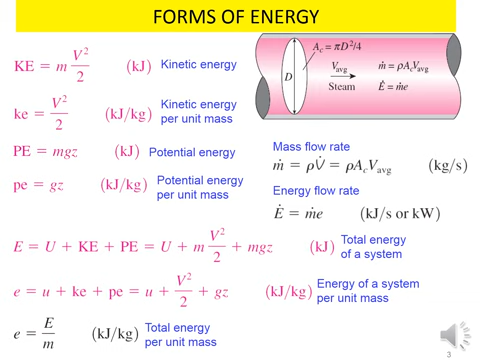 FORMS OF ENERGY
KE = m V²/2 (kJ) Kinetic energy
ke = V²/2 (kJ/kg) Kinetic energy per unit mass
PE = mgz (kJ) Potential energy
pe = gz (kJ/kg) Potential energy per unit mass
A_c = πD²/4
D
V_avg
Steam
ṁ = ρA_cV_avg
Ė = ṁe
Mass flow rate
ṁ = ρV̇ = ρA_cV_avg (kg/s)
Energy flow rate
Ė = ṁe (kJ/s or kW)
E = U + KE + PE = U + m V²/2 + mgz (kJ) Total energy of a system
e = u + ke + pe = u + V²/2 + gz (kJ/kg) Energy of a system per unit mass
e = E/m (kJ/kg) Total energy per unit mass
3